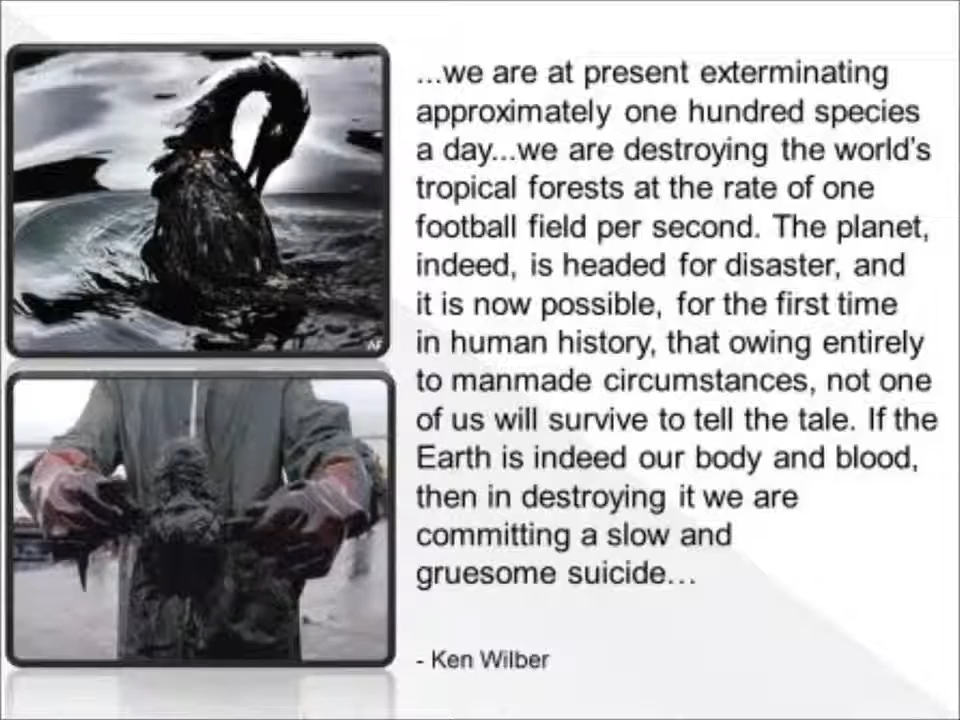 ...we are at present exterminating
approximately one hundred species
a day...we are destroying the world's
tropical forests at the rate of one
football field per second. The planet,
indeed, is headed for disaster, and
it is now possible, for the first time
in human history, that owing entirely
to manmade circumstances, not one
of us will survive to tell the tale. If the
Earth is indeed our body and blood,
then in destroying it we are
committing a slow and
gruesome suicide…
- Ken Wilber